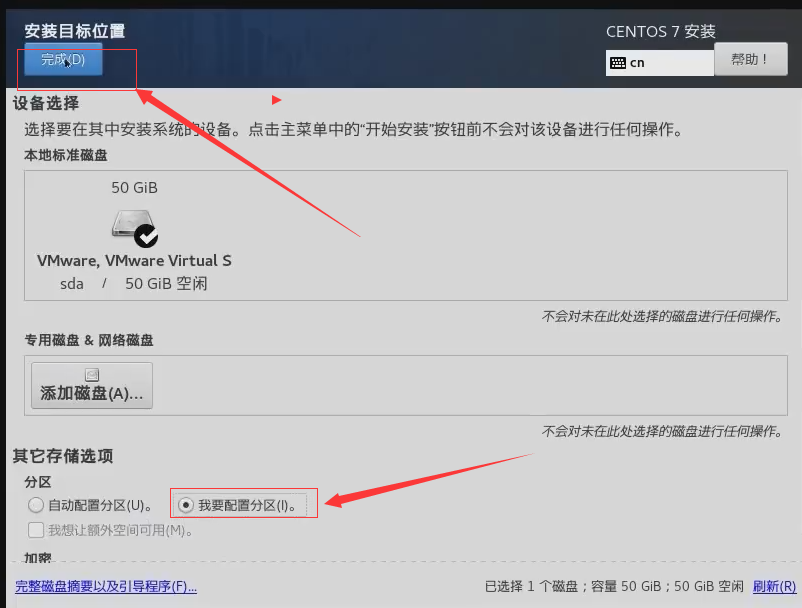 安装目标位置
CENTOS 7 安装
完成(D)
cn
帮助！
设备选择
选择要在其中安装系统的设备。点击主菜单中的“开始安装”按钮前不会对该设备进行任何操作。
本地标准磁盘
50 GiB
VMware, VMware Virtual S
sda / 50 GiB 空闲
不会对未在此处选择的磁盘进行任何操作。
专用磁盘 & 网络磁盘
添加磁盘(A)...
不会对未在此处选择的磁盘进行任何操作。
其它存储选项
分区
自动配置分区(U)。
我要配置分区(I)。
我想让额外空间可用(M)。
加密
完整磁盘摘要以及引导程序(F)...
已选择 1 个磁盘；容量 50 GiB；50 GiB 空闲
刷新(R)